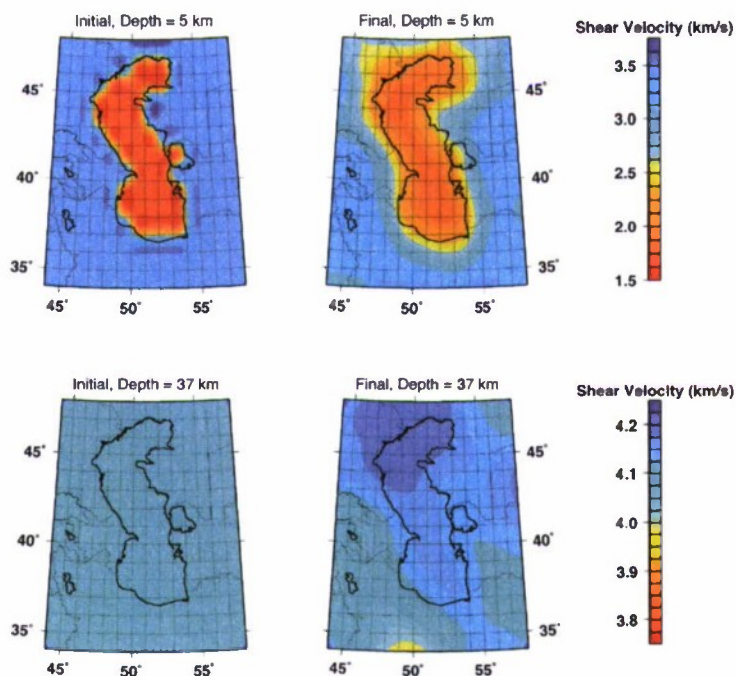 Initial, Depth = 5 km
Final, Depth = 5 km
Shear Velocity (km/s)
45˚
40˚
35˚
45˚ 50˚ 55˚
45˚
40˚
35˚
45˚ 50˚ 55˚
3.5
3.0
2.5
2.0
1.5
Initial, Depth = 37 km
Final, Depth = 37 km
Shear Velocity (km/s)
45˚
40˚
35˚
45˚ 50˚ 55˚
45˚
40˚
35˚
45˚ 50˚ 55˚
4.2
4.1
4.0
3.9
3.8